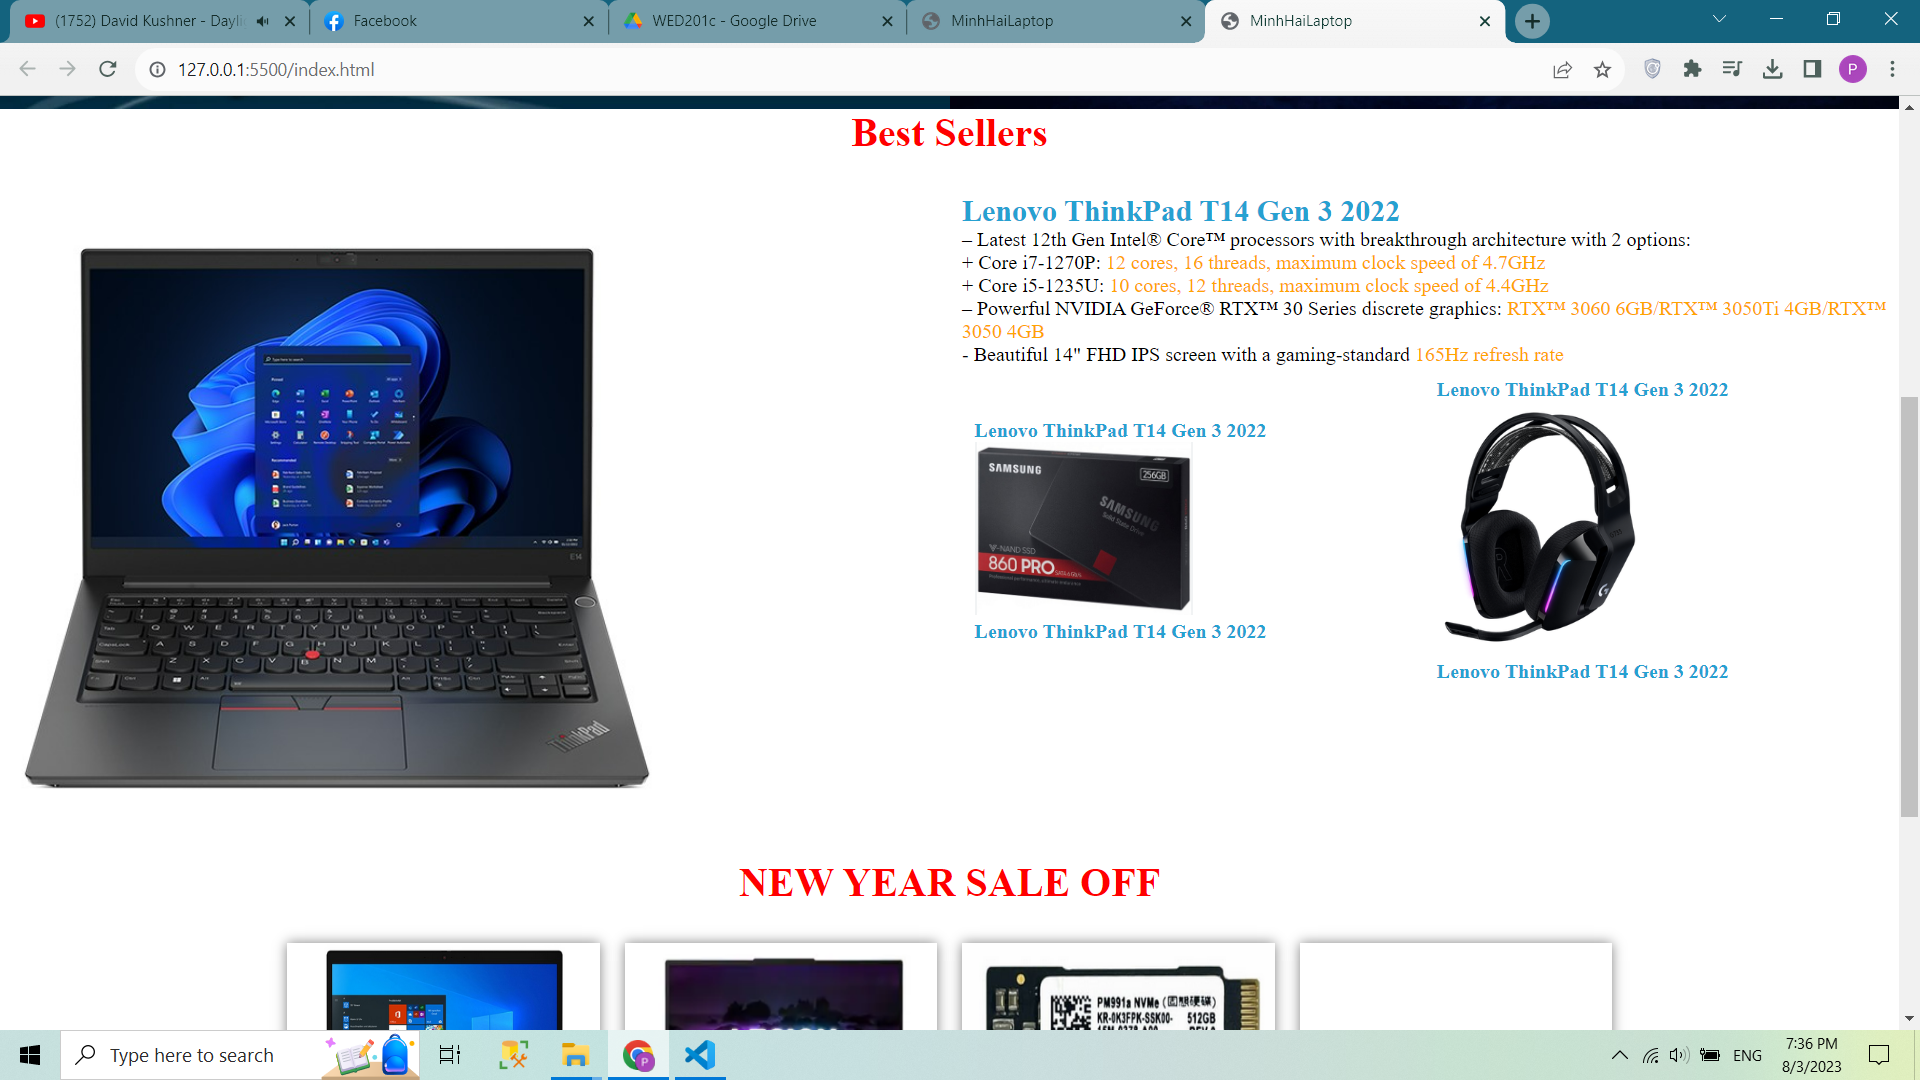 (1752) David Kushner - Dayli
Facebook
WED201c - Google Drive
MinhHaiLaptop
MinhHaiLaptop
127.0.0.1:5500/index.html
P
Best Sellers
Lenovo ThinkPad T14 Gen 3 2022
– Latest 12th Gen Intel® Core™ processors with breakthrough architecture with 2 options:
+ Core i7-1270P: 12 cores, 16 threads, maximum clock speed of 4.7GHz
+ Core i5-1235U: 10 cores, 12 threads, maximum clock speed of 4.4GHz
– Powerful NVIDIA GeForce® RTX™ 30 Series discrete graphics: RTX™ 3060 6GB/RTX™ 3050Ti 4GB/RTX™
3050 4GB
- Beautiful 14" FHD IPS screen with a gaming-standard 165Hz refresh rate
Lenovo ThinkPad T14 Gen 3 2022
SAMSUNG
256GB
SAMSUNG
Solid State Drive
V-NAND SSD
860 PRO
Lenovo ThinkPad T14 Gen 3 2022
Lenovo ThinkPad T14 Gen 3 2022
Lenovo ThinkPad T14 Gen 3 2022
E14
ThinkPad
NEW YEAR SALE OFF
PM991a NVMe
KR-0K3FPK-SSK00-
512GB
Type here to search
ENG
7:36 PM
8/3/2023